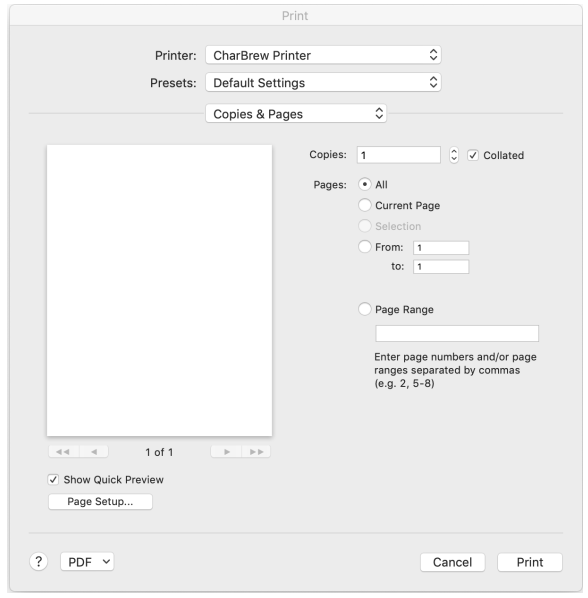 Print
Printer: CharBrew Printer
Presets: Default Settings
Copies & Pages
Copies: 1 Collated
Pages: All
Current Page
Selection
From: 1
to: 1
Page Range
Enter page numbers and/or page
ranges separated by commas
(e.g. 2, 5-8)
1 of 1
Show Quick Preview
Page Setup...
? PDF Cancel Print